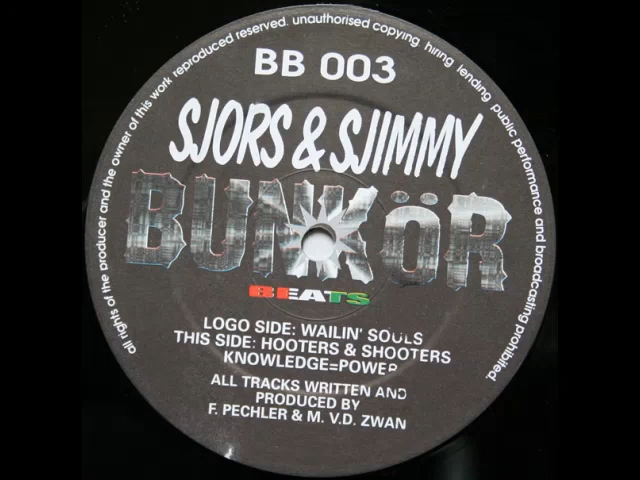 all rights of the producer and the owner of this work reproduced reserved. unauthorised copying hiring lending public performance and broadcasting prohibited.
BB 003
SJORS & SJIMMY
BUNKÖR
BEATS
LOGO SIDE: WAILIN' SOULS
THIS SIDE: HOOTERS & SHOOTERS
KNOWLEDGE=POWER
ALL TRACKS WRITTEN AND
PRODUCED BY
F. PECHLER & M. V.D. ZWAN